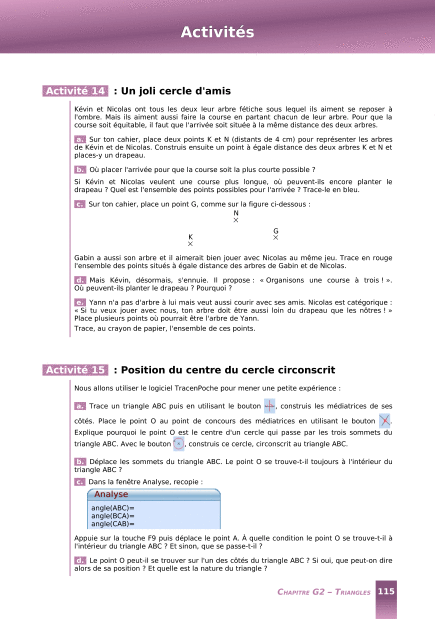 Activités
Activité 14 : Un joli cercle d'amis
Kévin et Nicolas ont tous les deux leur arbre fétiche sous lequel ils aiment se reposer à
l'ombre. Mais ils aiment aussi faire la course en partant chacun de leur arbre. Pour que la
course soit équitable, il faut que l'arrivée soit située à la même distance des deux arbres.
a. Sur ton cahier, place deux points K et N (distants de 4 cm) pour représenter les arbres
de Kévin et de Nicolas. Construis ensuite un point à égale distance des deux arbres K et N et
places-y un drapeau.
b. Où placer l'arrivée pour que la course soit la plus courte possible ?
Si Kévin et Nicolas veulent une course plus longue, où peuvent-ils encore planter le
drapeau ? Quel est l'ensemble des points possibles pour l'arrivée ? Trace-le en bleu.
c. Sur ton cahier, place un point G, comme sur la figure ci-dessous :
N
G
K
Gabin a aussi son arbre et il aimerait bien jouer avec Nicolas au même jeu. Trace en rouge
l'ensemble des points situés à égale distance des arbres de Gabin et de Nicolas.
d. Mais Kévin, désormais, s'ennuie. Il propose : « Organisons une course à trois ! ».
Où peuvent-ils planter le drapeau ? Pourquoi ?
e. Yann n'a pas d'arbre à lui mais veut aussi courir avec ses amis. Nicolas est catégorique :
« Si tu veux jouer avec nous, ton arbre doit être aussi loin du drapeau que les nôtres ! »
Place plusieurs points où pourrait être l'arbre de Yann.
Trace, au crayon de papier, l'ensemble de ces points.
Activité 15 : Position du centre du cercle circonscrit
Nous allons utiliser le logiciel TracenPoche pour mener une petite expérience :
a. Trace un triangle ABC puis en utilisant le bouton , construis les médiatrices de ses
côtés. Place le point O au point de concours des médiatrices en utilisant le bouton .
Explique pourquoi le point O est le centre d'un cercle qui passe par les trois sommets du
triangle ABC. Avec le bouton , construis ce cercle, circonscrit au triangle ABC.
b. Déplace les sommets du triangle ABC. Le point O se trouve-t-il toujours à l'intérieur du
triangle ABC ?
c. Dans la fenêtre Analyse, recopie :
Analyse
angle(ABC)=
angle(BCA)=
angle(CAB)=
Appuie sur la touche F9 puis déplace le point A. À quelle condition le point O se trouve-t-il à
l'intérieur du triangle ABC ? Et sinon, que se passe-t-il ?
d. Le point O peut-il se trouver sur l'un des côtés du triangle ABC ? Si oui, que peut-on dire
alors de sa position ? Et quelle est la nature du triangle ?
CHAPITRE G2 – TRIANGLES 115